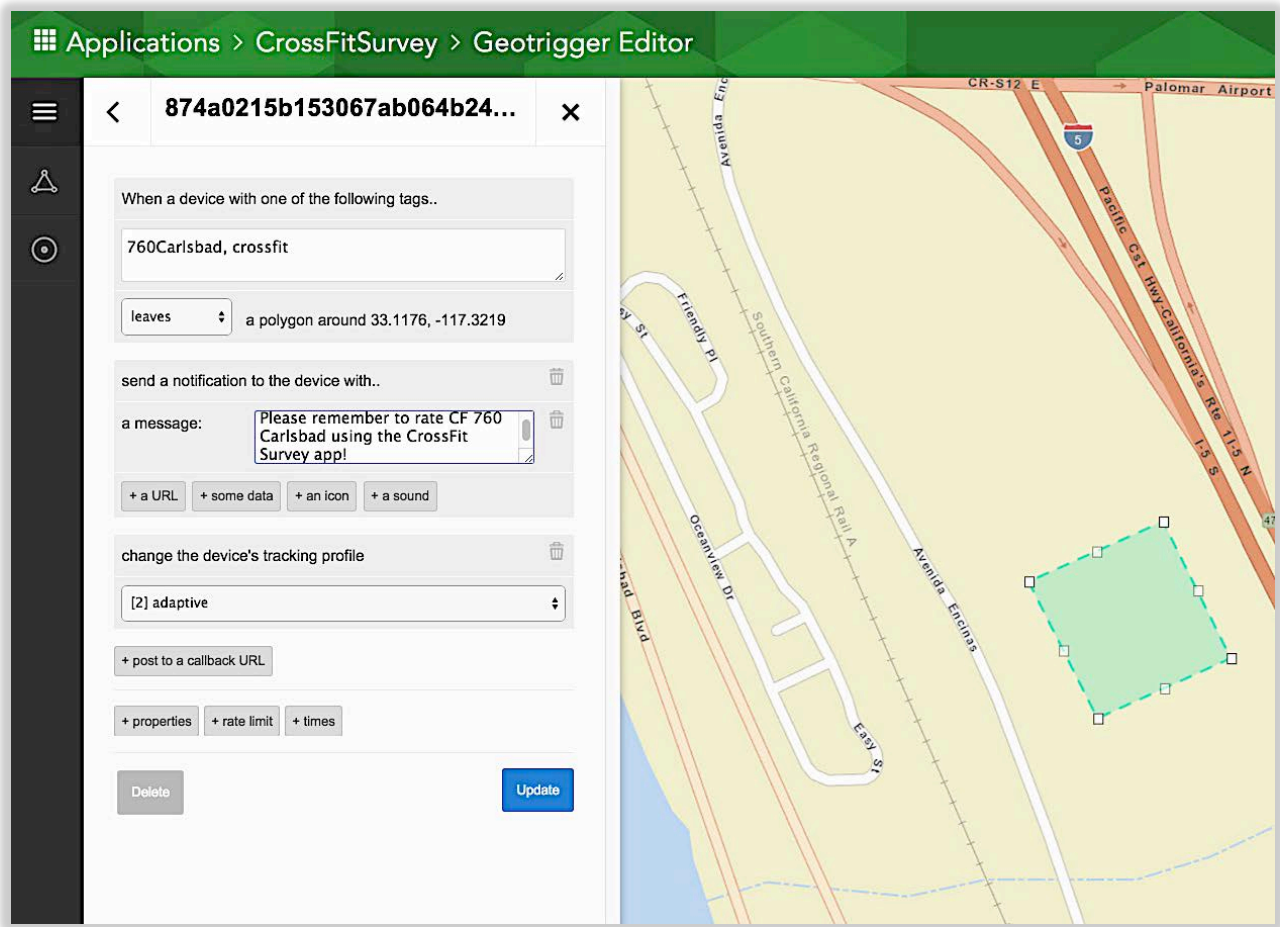 Applications > CrossFitSurvey > Geotrigger Editor
874a0215b153067ab064b24...
When a device with one of the following tags..
760Carlsbad, crossfit
leaves
a polygon around 33.1176, -117.3219
send a notification to the device with..
a message:
Please remember to rate CF 760
Carlsbad using the CrossFit
Survey app!
+ a URL
+ some data
+ an icon
+ a sound
change the device's tracking profile
[2] adaptive
+ post to a callback URL
+ properties
+ rate limit
+ times
Delete
Update
CR-S12 E
Palomar Airport
Avenida Enc
5
Pacific Cst Hwy-California's Rte 1
I-5 N
I-5 S
47
Friendly Pl
sy St
Southern California Regional Rail A
Oceanview Dr
Avenida Encinas
bad Blvd
Easy St